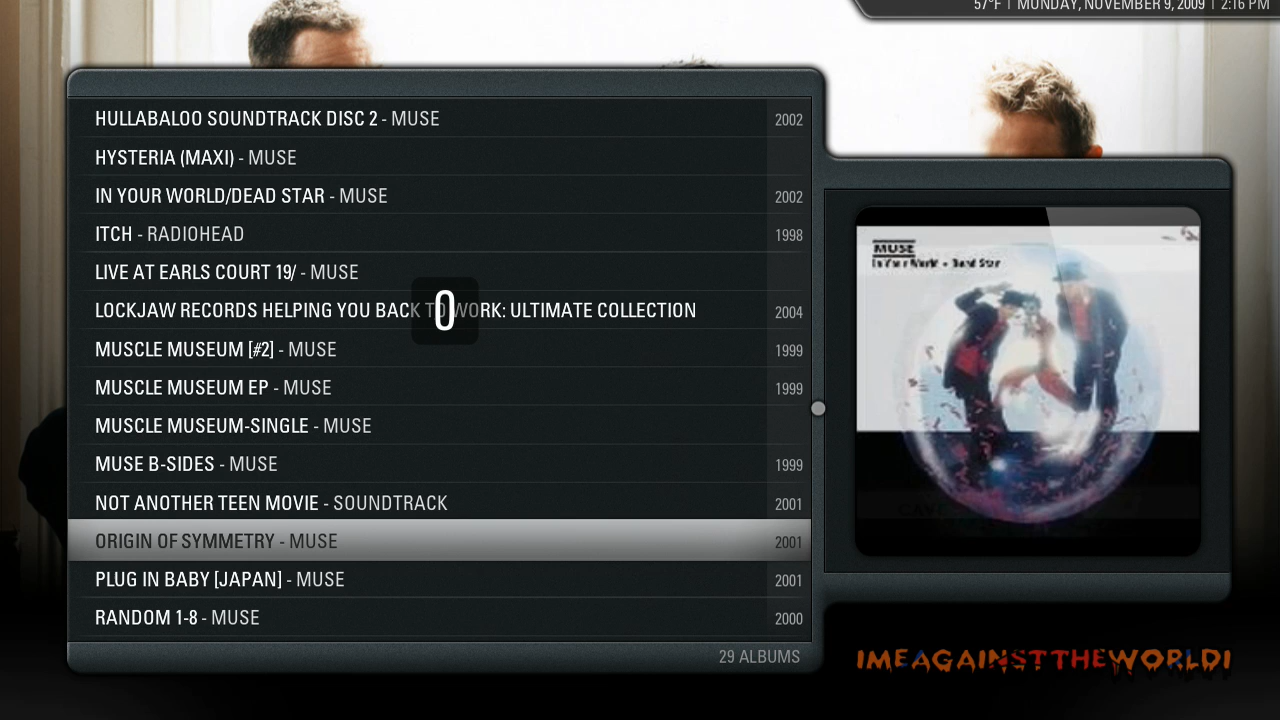 57°F | MONDAY, NOVEMBER 9, 2009 | 2:16 PM
HULLABALOO SOUNDTRACK DISC 2 - MUSE 2002
HYSTERIA (MAXI) - MUSE
IN YOUR WORLD/DEAD STAR - MUSE 2002
ITCH - RADIOHEAD 1998
LIVE AT EARLS COURT 19/ - MUSE
LOCKJAW RECORDS HELPING YOU BACK TO WORK: ULTIMATE COLLECTION 2004
0
MUSCLE MUSEUM [#2] - MUSE 1999
MUSCLE MUSEUM EP - MUSE 1999
MUSCLE MUSEUM-SINGLE - MUSE
MUSE B-SIDES - MUSE 1999
NOT ANOTHER TEEN MOVIE - SOUNDTRACK 2001
ORIGIN OF SYMMETRY - MUSE 2001
PLUG IN BABY [JAPAN] - MUSE 2001
RANDOM 1-8 - MUSE 2000
29 ALBUMS
MUSE
In Your World - Dead Star
IMEAGAINSTTHEWORLDI